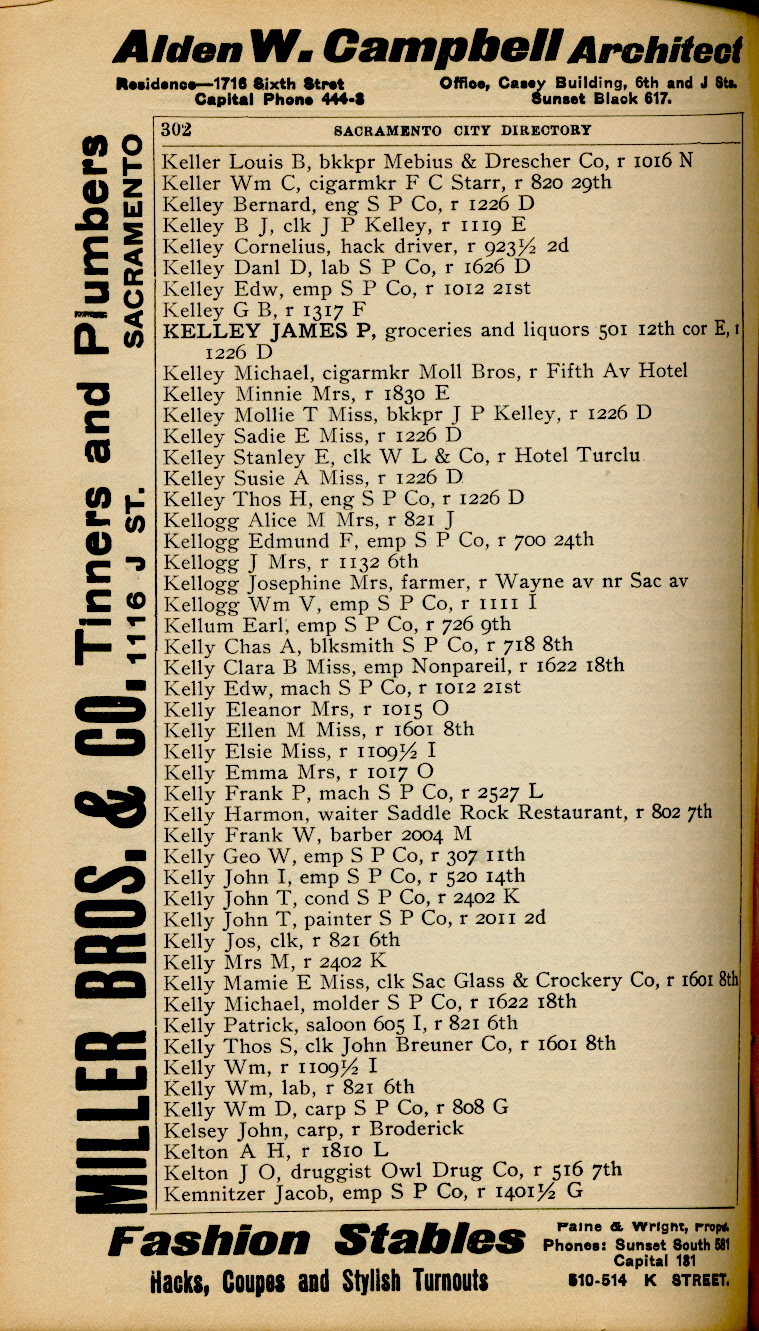 Alden W. Campbell Architect
Residence—1716 Sixth Stret
Capital Phone 444-3
Office, Casey Building, 6th and J Sts.
Sunset Black 617.
MILLER BROS. & CO. Tinners and Plumbers
1116 J ST. SACRAMENTO
302 SACRAMENTO CITY DIRECTORY
Keller Louis B, bkkpr Mebius & Drescher Co, r 1016 N
Keller Wm C, cigarmkr F C Starr, r 820 29th
Kelley Bernard, eng S P Co, r 1226 D
Kelley B J, clk J P Kelley, r 1119 E
Kelley Cornelius, hack driver, r 923½ 2d
Kelley Danl D, lab S P Co, r 1626 D
Kelley Edw, emp S P Co, r 1012 21st
Kelley G B, r 1317 F
KELLEY JAMES P, groceries and liquors 501 12th cor E, r
1226 D
Kelley Michael, cigarmkr Moll Bros, r Fifth Av Hotel
Kelley Minnie Mrs, r 1830 E
Kelley Mollie T Miss, bkkpr J P Kelley, r 1226 D
Kelley Sadie E Miss, r 1226 D
Kelley Stanley E, clk W L & Co, r Hotel Turclu
Kelley Susie A Miss, r 1226 D
Kelley Thos H, eng S P Co, r 1226 D
Kellogg Alice M Mrs, r 821 J
Kellogg Edmund F, emp S P Co, r 700 24th
Kellogg J Mrs, r 1132 6th
Kellogg Josephine Mrs, farmer, r Wayne av nr Sac av
Kellogg Wm V, emp S P Co, r 1111 I
Kellum Earl, emp S P Co, r 726 9th
Kelly Chas A, blksmith S P Co, r 718 8th
Kelly Clara B Miss, emp Nonpareil, r 1622 18th
Kelly Edw, mach S P Co, r 1012 21st
Kelly Eleanor Mrs, r 1015 O
Kelly Ellen M Miss, r 1601 8th
Kelly Elsie Miss, r 1109½ I
Kelly Emma Mrs, r 1017 O
Kelly Frank P, mach S P Co, r 2527 L
Kelly Harmon, waiter Saddle Rock Restaurant, r 802 7th
Kelly Frank W, barber 2004 M
Kelly Geo W, emp S P Co, r 307 11th
Kelly John I, emp S P Co, r 520 14th
Kelly John T, cond S P Co, r 2402 K
Kelly John T, painter S P Co, r 2011 2d
Kelly Jos, clk, r 821 6th
Kelly Mrs M, r 2402 K
Kelly Mamie E Miss, clk Sac Glass & Crockery Co, r 1601 8th
Kelly Michael, molder S P Co, r 1622 18th
Kelly Patrick, saloon 605 I, r 821 6th
Kelly Thos S, clk John Breuner Co, r 1601 8th
Kelly Wm, r 1109½ I
Kelly Wm, lab, r 821 6th
Kelly Wm D, carp S P Co, r 808 G
Kelsey John, carp, r Broderick
Kelton A H, r 1810 L
Kelton J O, druggist Owl Drug Co, r 516 7th
Kemnitzer Jacob, emp S P Co, r 1401½ G
Fashion Stables
Hacks, Coupes and Stylish Turnouts
Paine & Wright, Props.
Phones: Sunset South 581
Capital 181
510-514 K STREET.